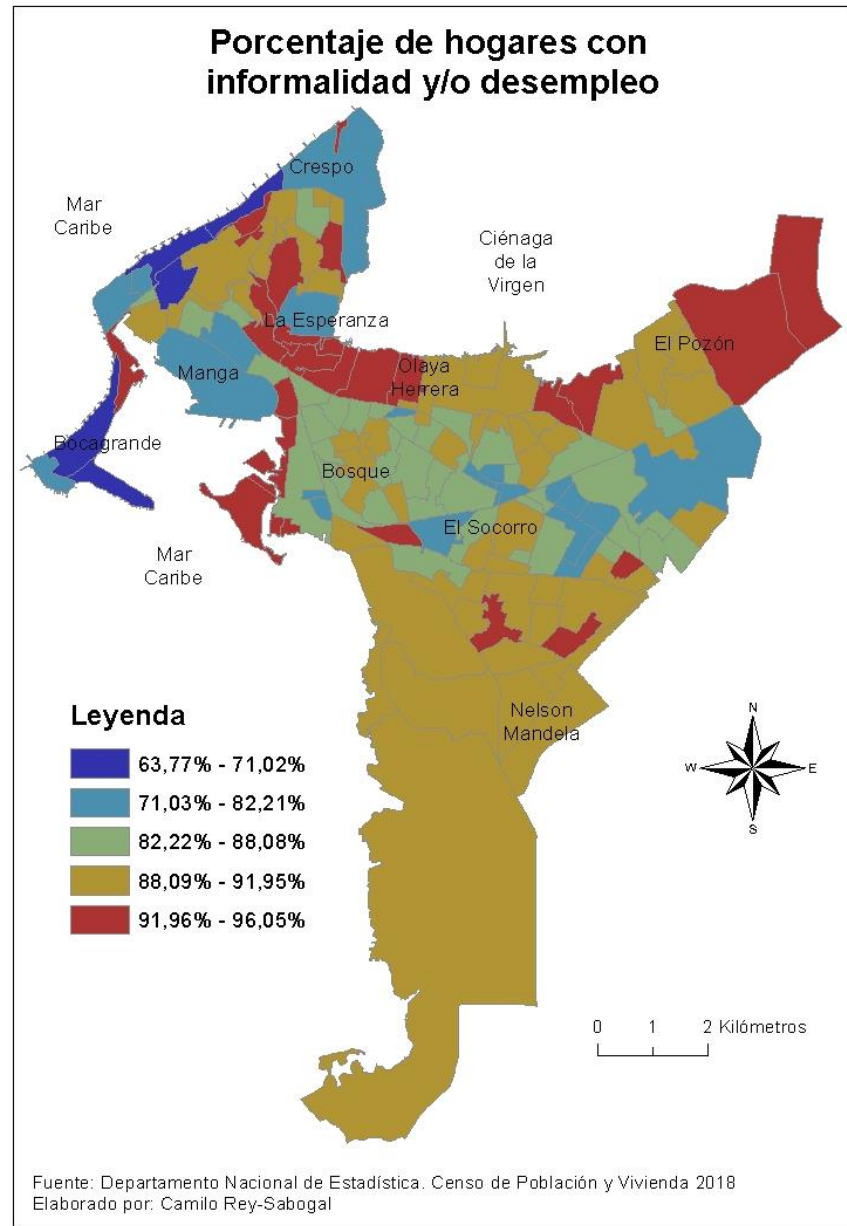 Porcentaje de hogares con
informalidad y/o desempleo
Crespo
Mar
Caribe
Ciénaga
de la
Virgen
La Esperanza
El Pozón
Manga
Olaya
Herrera
Bocagrande
Bosque
El Socorro
Mar
Caribe
Nelson
Mandela
Leyenda
63,77% - 71,02%
71,03% - 82,21%
82,22% - 88,08%
88,09% - 91,95%
91,96% - 96,05%
N
W
E
S
0 1 2 Kilómetros
Fuente: Departamento Nacional de Estadística. Censo de Población y Vivienda 2018
Elaborado por: Camilo Rey-Sabogal